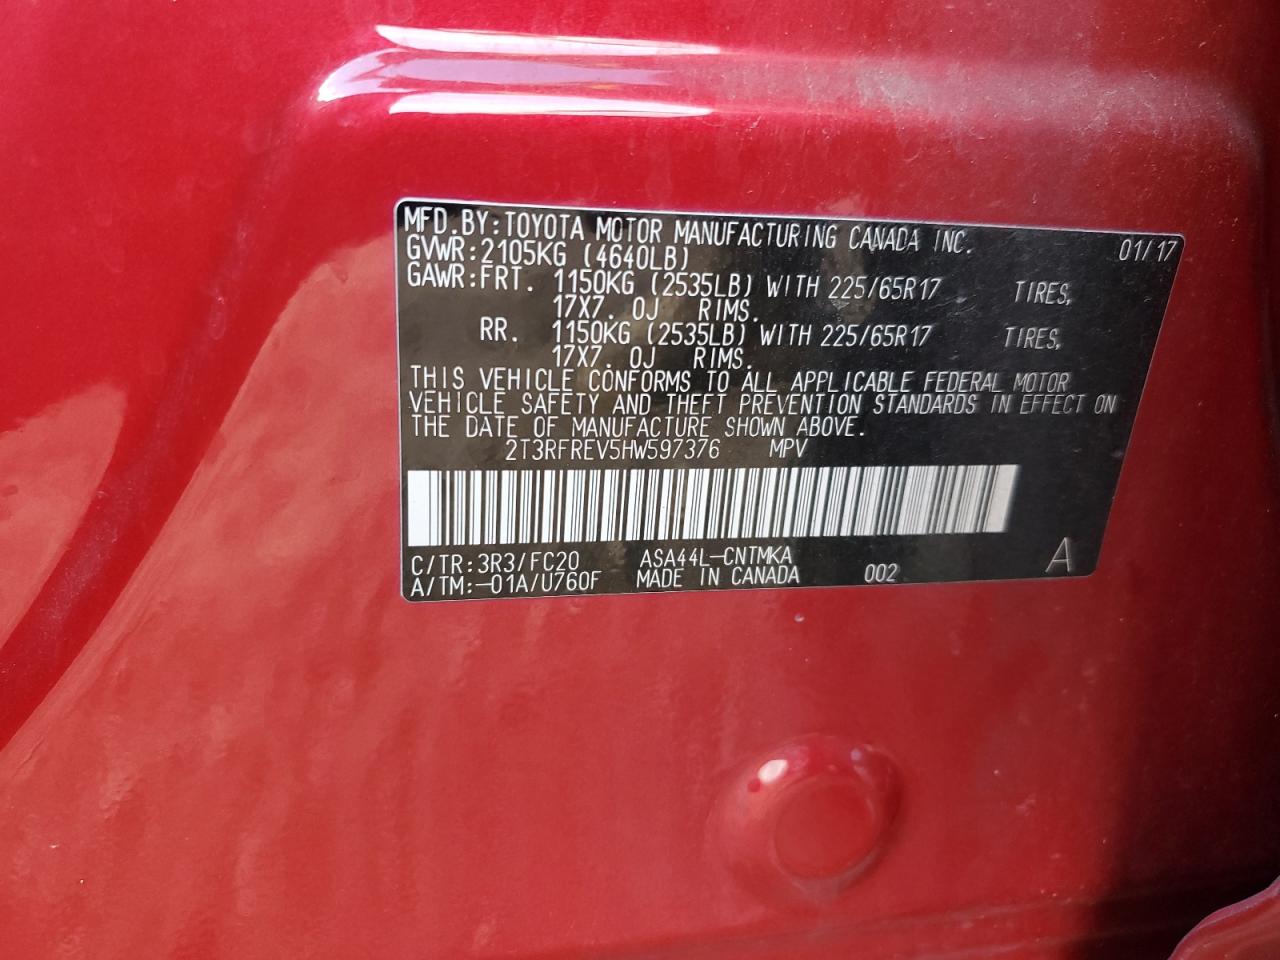 MFD.BY:TOYOTA MOTOR MANUFACTURING CANADA INC. 01/17
GVWR:2105KG (4640LB)
GAWR:FRT. 1150KG (2535LB) WITH 225/65R17 TIRES,
17X7.0J RIMS.
RR. 1150KG (2535LB) WITH 225/65R17 TIRES,
17X7.0J RIMS.
THIS VEHICLE CONFORMS TO ALL APPLICABLE FEDERAL MOTOR
VEHICLE SAFETY AND THEFT PREVENTION STANDARDS IN EFFECT ON
THE DATE OF MANUFACTURE SHOWN ABOVE.
2T3RFREV5HW597376 MPV
C/TR:3R3/FC20 ASA44L-CNTMKA
A/TM:-01A/U760F MADE IN CANADA 002 A